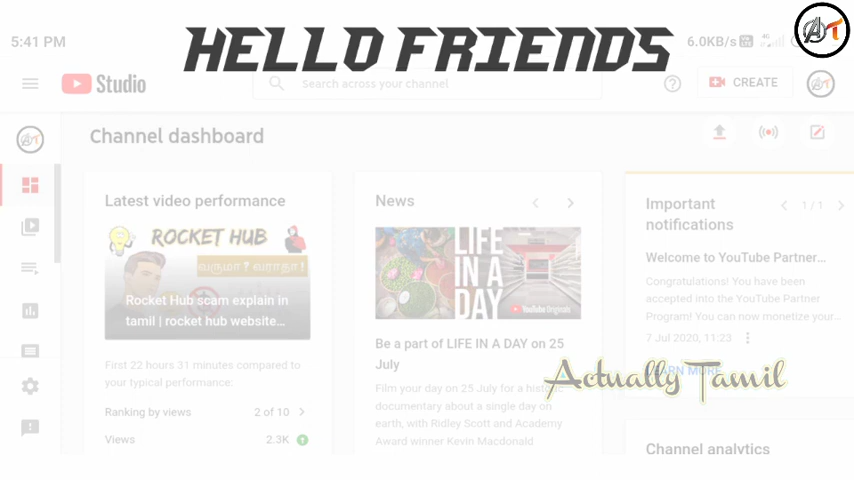 HELLO FRIENDS
5:41 PM
6.0KB/s
4G
AT
Studio
Search across your channel
CREATE
Channel dashboard
Latest video performance
ROCKET HUB
வருமா ? வராதா !
Rocket Hub scam explain in
tamil | rocket hub website...
First 22 hours 31 minutes compared to
your typical performance:
Ranking by views 2 of 10
Views 2.3K
News
LIFE
IN A
DAY
YouTube Originals
Be a part of LIFE IN A DAY on 25
July
Film your day on 25 July for a historic
documentary about a single day on
earth, with Ridley Scott and Academy
Award winner Kevin Macdonald
Important
notifications
1 / 1
Welcome to YouTube Partner...
Congratulations! You have been
accepted into the YouTube Partner
Program! You can now monetize your...
7 Jul 2020, 11:23
LEARN MORE
Actually Tamil
Channel analytics